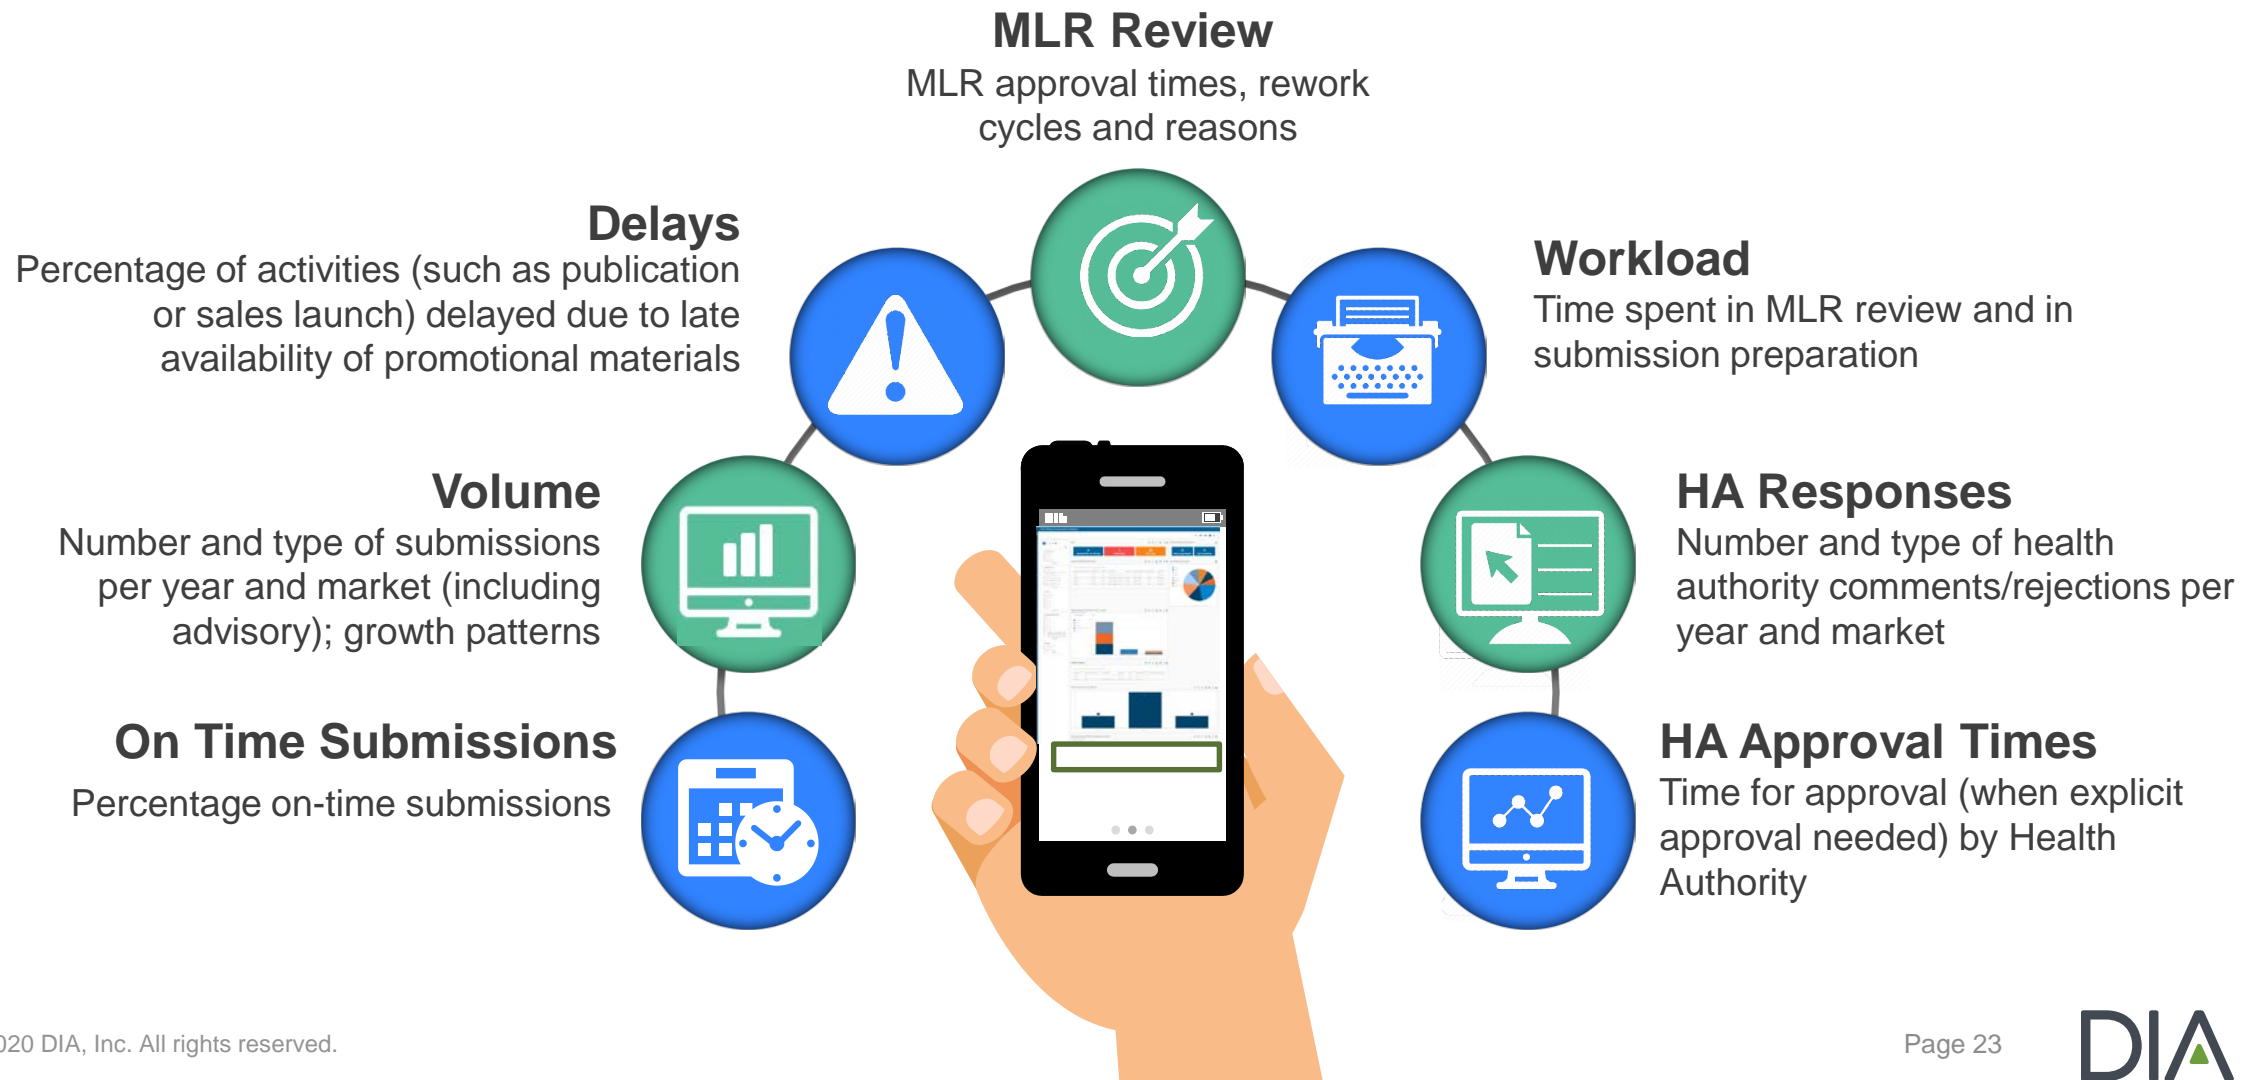 MLR Review
MLR approval times, rework
cycles and reasons
Delays
Percentage of activities (such as publication
or sales launch) delayed due to late
availability of promotional materials
Workload
Time spent in MLR review and in
submission preparation
Volume
Number and type of submissions
per year and market (including
advisory); growth patterns
HA Responses
Number and type of health
authority comments/rejections per
year and market
On Time Submissions
Percentage on-time submissions
HA Approval Times
Time for approval (when explicit
approval needed) by Health
Authority
020 DIA, Inc. All rights reserved.
Page 23
DIA